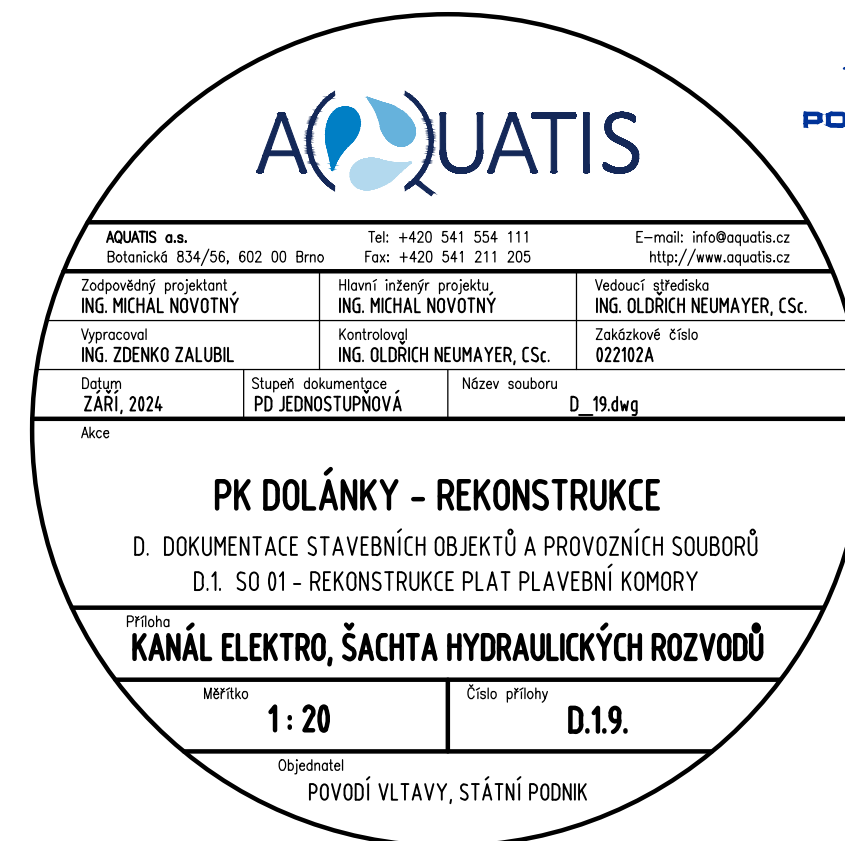 AQUATIS
PO
AQUATIS a.s. Tel: +420 541 554 111 E-mail: info@aquatis.cz
Botanická 834/56, 602 00 Brno Fax: +420 541 211 205 http://www.aquatis.cz
Zodpovědný projektant Hlavní inženýr projektu Vedoucí střediska
ING. MICHAL NOVOTNÝ ING. MICHAL NOVOTNÝ ING. OLDŘICH NEUMAYER, CSc.
Vypracoval Kontroloval Zakázkové číslo
ING. ZDENKO ZALUBIL ING. OLDŘICH NEUMAYER, CSc. 022102A
Datum Stupeň dokumentace Název souboru
ZÁŘÍ, 2024 PD JEDNOSTUPŇOVÁ D_19.dwg
Akce
PK DOLÁNKY - REKONSTRUKCE
D. DOKUMENTACE STAVEBNÍCH OBJEKTŮ A PROVOZNÍCH SOUBORŮ
D.1. SO 01 - REKONSTRUKCE PLAT PLAVEBNÍ KOMORY
Příloha
KANÁL ELEKTRO, ŠACHTA HYDRAULICKÝCH ROZVODŮ
Měřítko Číslo přílohy
1 : 20 D.1.9.
Objednatel
POVODÍ VLTAVY, STÁTNÍ PODNIK